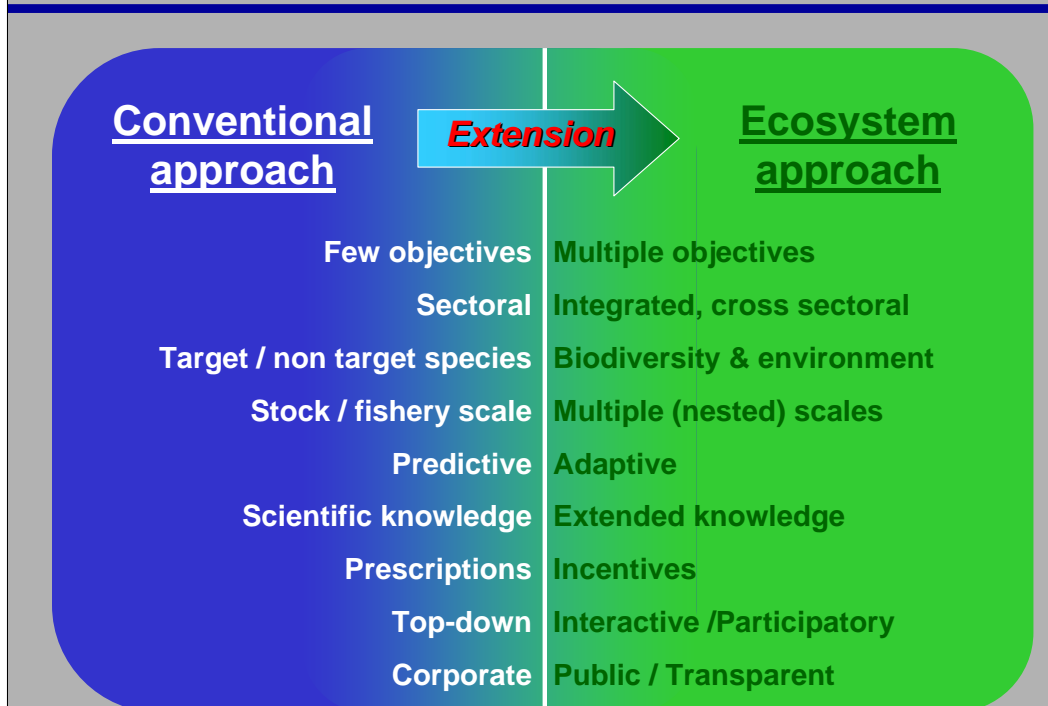 Conventional
approach
Extension
Ecosystem
approach
Few objectives Multiple objectives
Sectoral Integrated, cross sectoral
Target / non target species Biodiversity & environment
Stock / fishery scale Multiple (nested) scales
Predictive Adaptive
Scientific knowledge Extended knowledge
Prescriptions Incentives
Top-down Interactive /Participatory
Corporate Public / Transparent